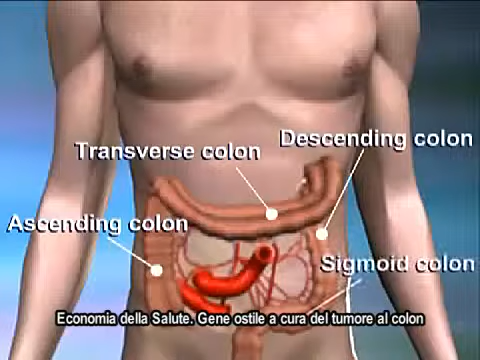 Descending colon
Transverse colon
Ascending colon
Sigmoid colon
Economia della Salute. Gene ostile a cura del tumore al colon